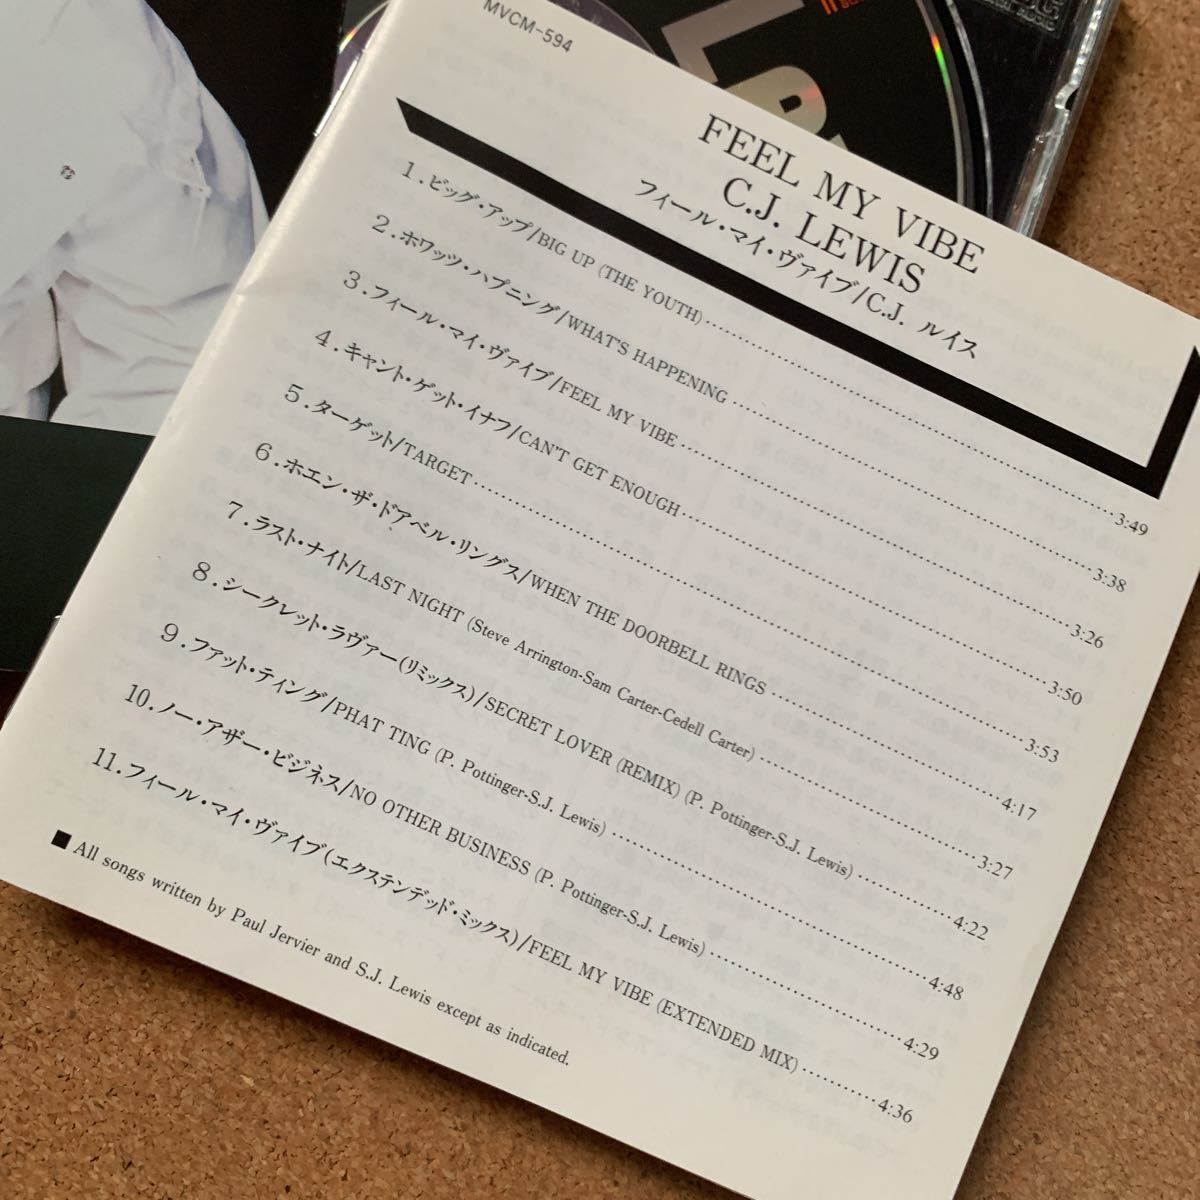 MVCM-594
FEEL MY VIBE
C.J. LEWIS
フィール・マイ・ヴァイブ/C.J. ルイス
1.ビッグ・アップ/BIG UP (THE YOUTH)……3:49
2.ホワッツ・ハプニング/WHAT'S HAPPENING……3:38
3.フィール・マイ・ヴァイブ/FEEL MY VIBE……3:26
4.キャント・ゲット・イナフ/CAN'T GET ENOUGH……3:50
5.ターゲット/TARGET……3:53
6.ホエン・ザ・ドアベル・リングス/WHEN THE DOORBELL RINGS……4:17
7.ラスト・ナイト/LAST NIGHT (Steve Arrington-Sam Carter-Cedell Carter)……3:27
8.シークレット・ラヴァー(リミックス)/SECRET LOVER (REMIX) (P. Pottinger-S.J. Lewis)……4:22
9.ファット・ティング/PHAT TING (P. Pottinger-S.J. Lewis)……4:48
10.ノー・アザー・ビジネス/NO OTHER BUSINESS (P. Pottinger-S.J. Lewis)……4:29
11.フィール・マイ・ヴァイブ(エクステンデッド・ミックス)/FEEL MY VIBE (EXTENDED MIX)……4:36
■ All songs written by Paul Jervier and S.J. Lewis except as indicated.